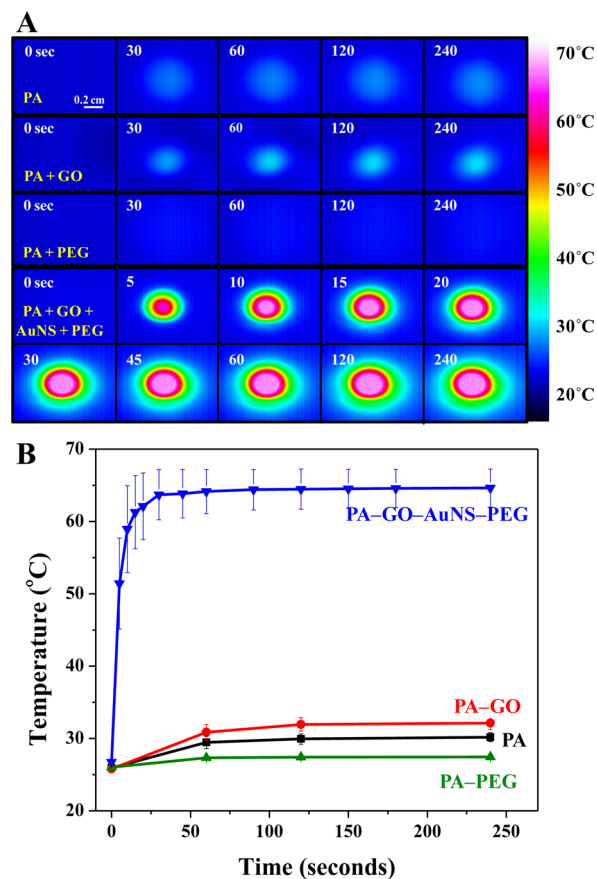 A
0 sec 30 60 120 240 70˚C
PA 0.2 cm
60˚C
0 sec 30 60 120 240
PA + GO
50˚C
0 sec 30 60 120 240
PA + PEG
40˚C
0 sec 5 10 15 20
PA + GO +
AuNS + PEG
30˚C
30 45 60 120 240
20˚C
B
70
60
50
40
30
20
Temperature (°C)
PA–GO–AuNS–PEG
PA–GO
PA
PA–PEG
0 50 100 150 200 250
Time (seconds)